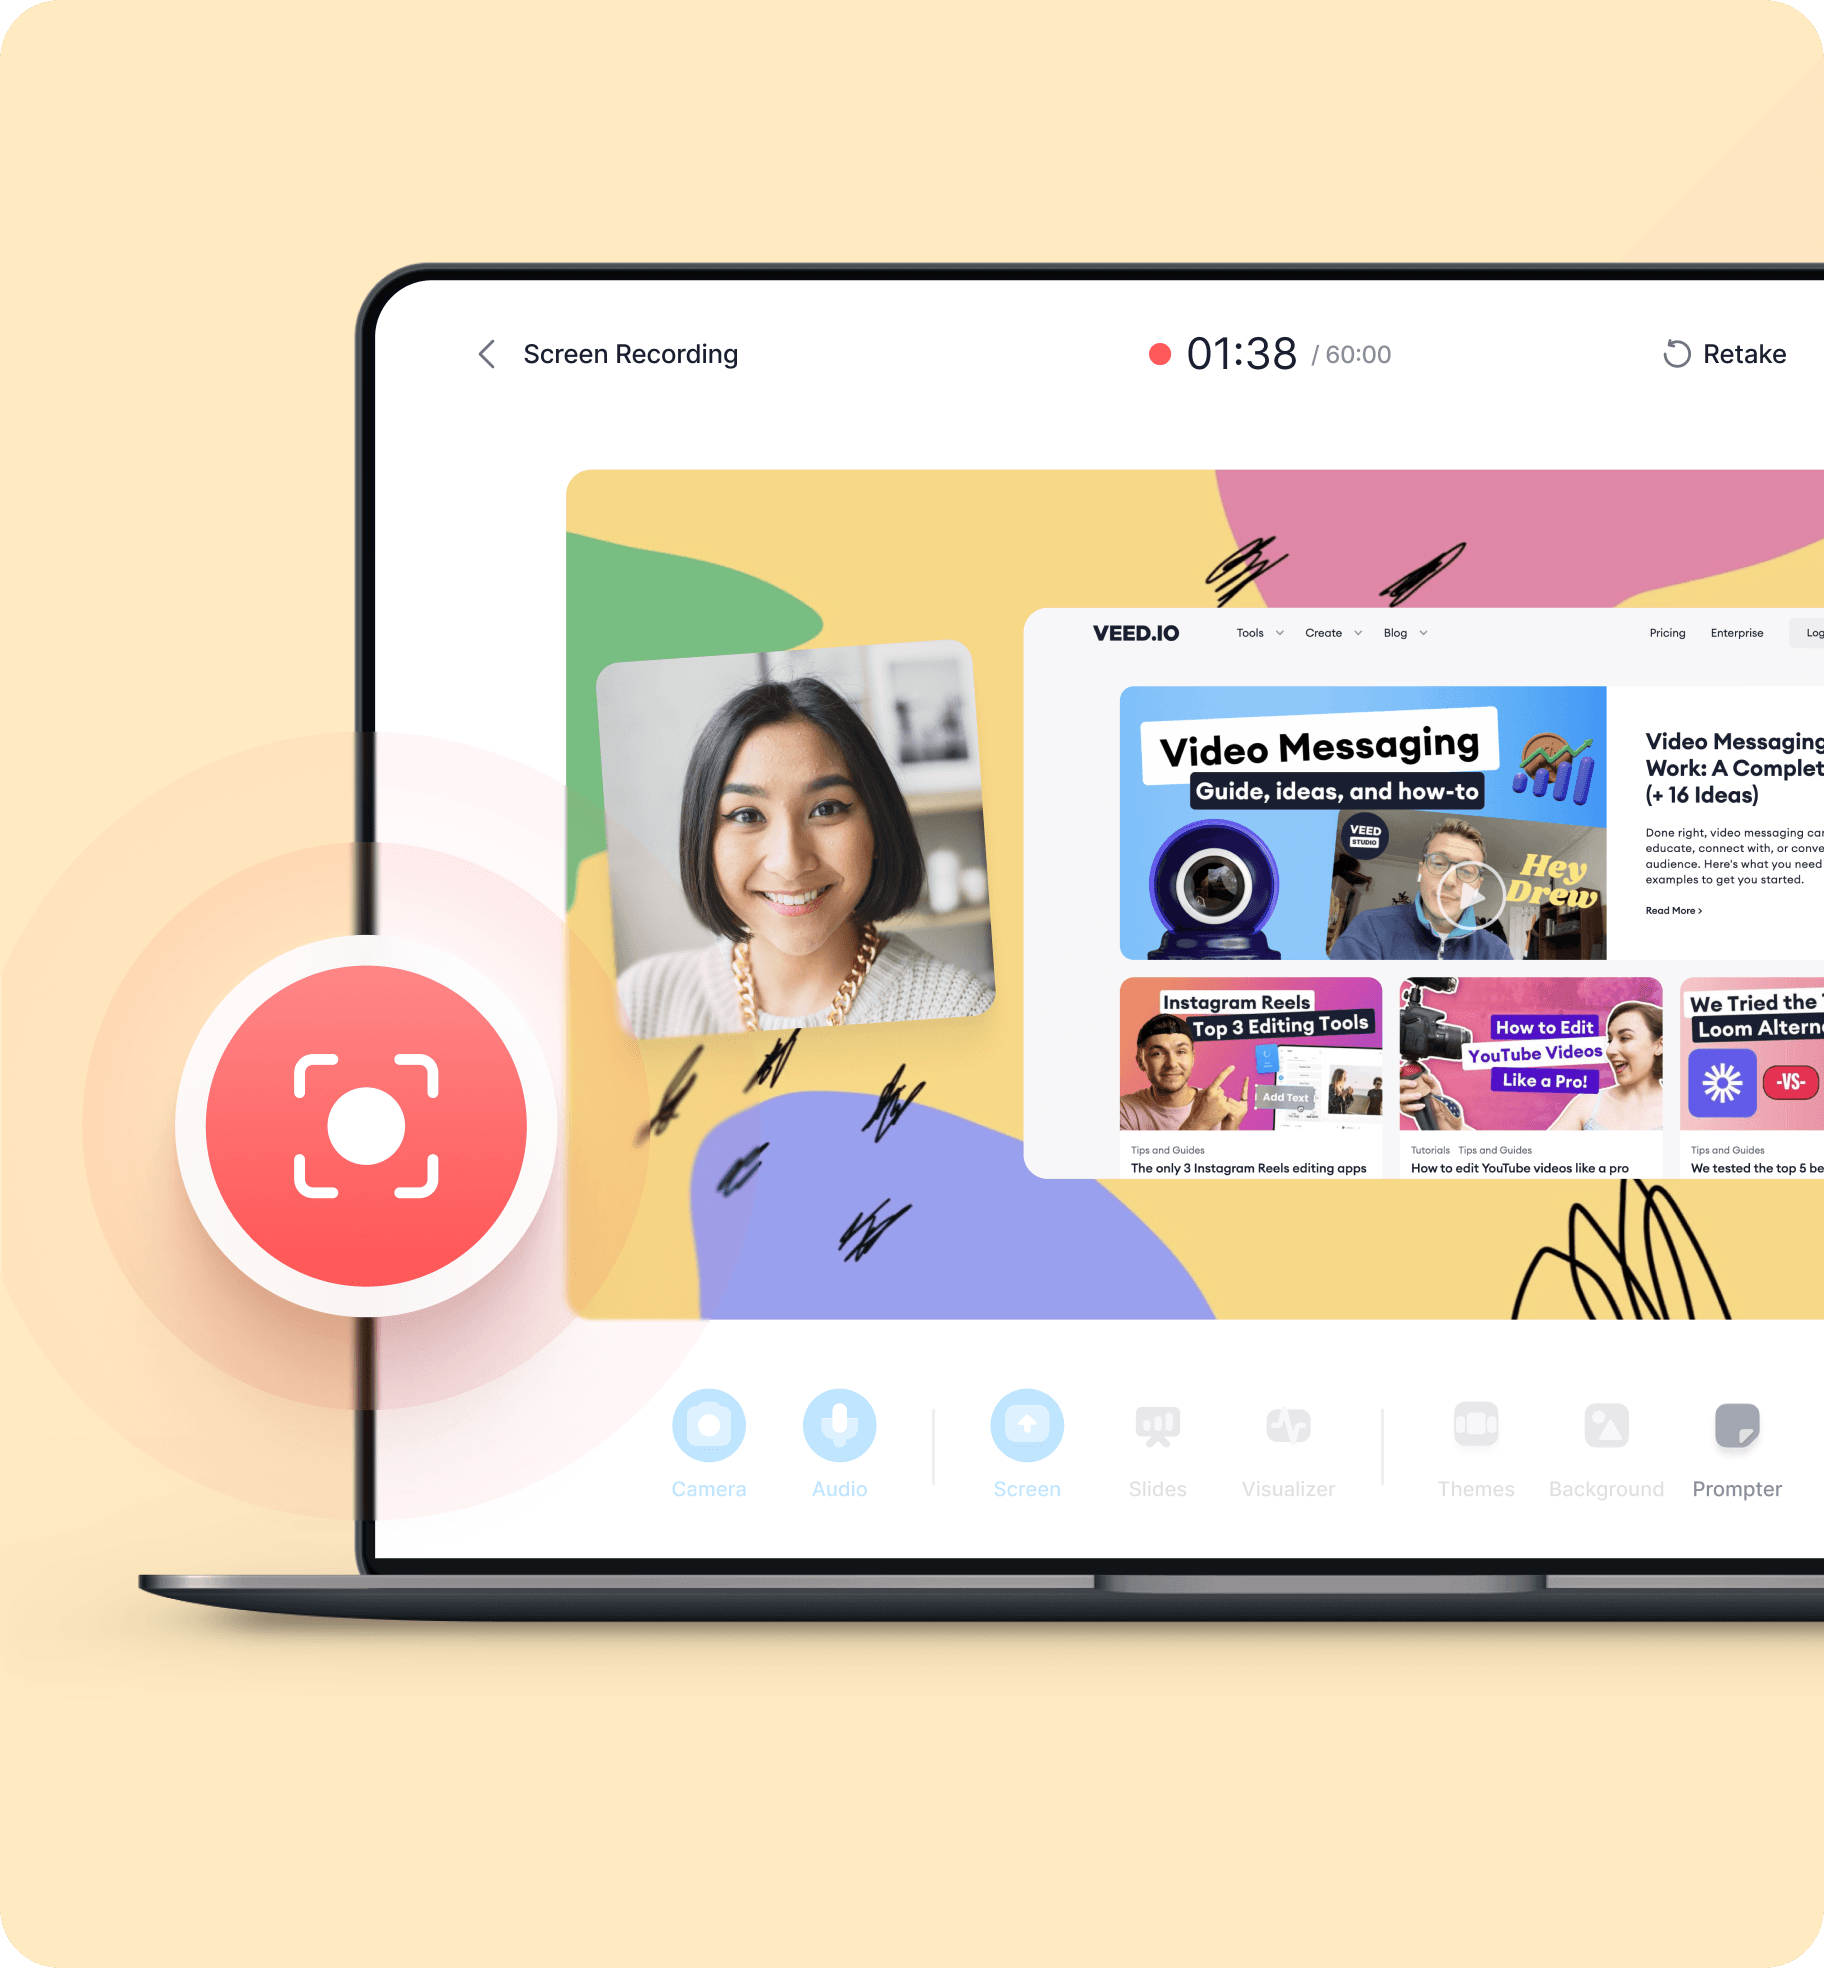 Screen Recording
01:38 / 60:00
Retake
VEED.IO
Tools
Create
Blog
Pricing
Enterprise
Log
Video Messaging
Guide, ideas, and how-to
VEED
STUDIO
Hey
Drew
Video Messaging
Work: A Complet
(+ 16 Ideas)
Done right, video messaging can
educate, connect with, or conve
audience. Here's what you need
examples to get you started.
Read More >
Instagram Reels
Top 3 Editing Tools
Add Text
Tips and Guides
The only 3 Instagram Reels editing apps
How to Edit
YouTube Videos
Like a Pro!
Tutorials Tips and Guides
How to edit YouTube videos like a pro
We Tried the
Loom Altern
-VS-
Tips and Guides
We tested the top 5 be
Camera
Audio
Screen
Slides
Visualizer
Themes
Background
Prompter